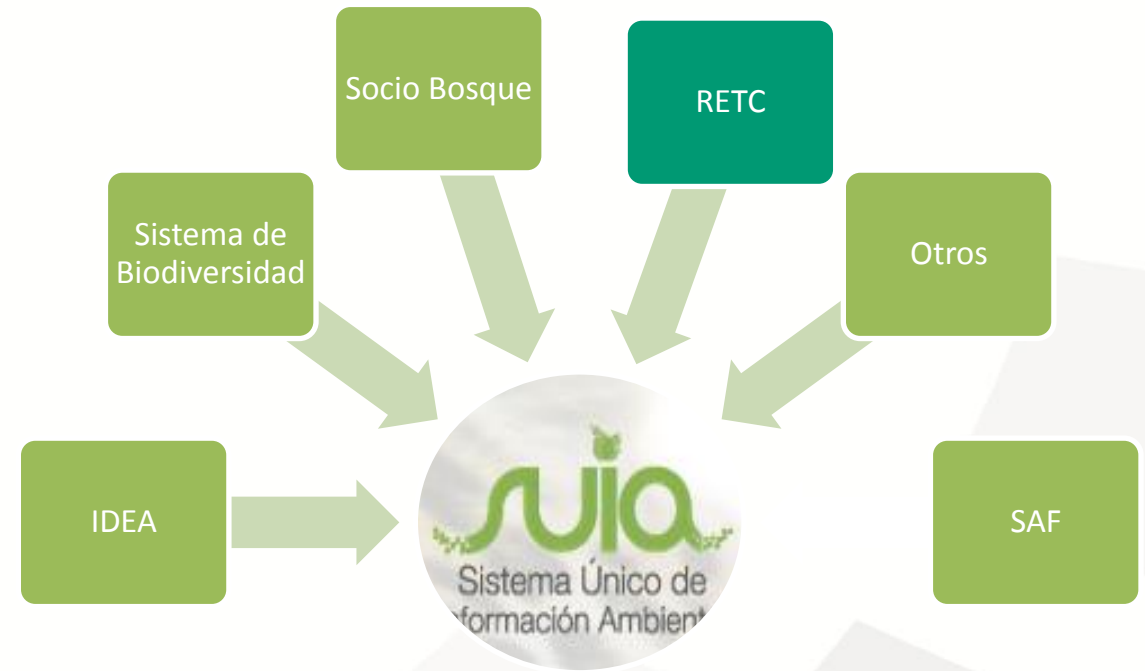 Socio Bosque
RETC
Sistema de
Biodiversidad
Otros
IDEA
SAF
suia
Sistema Único de
formación Ambient